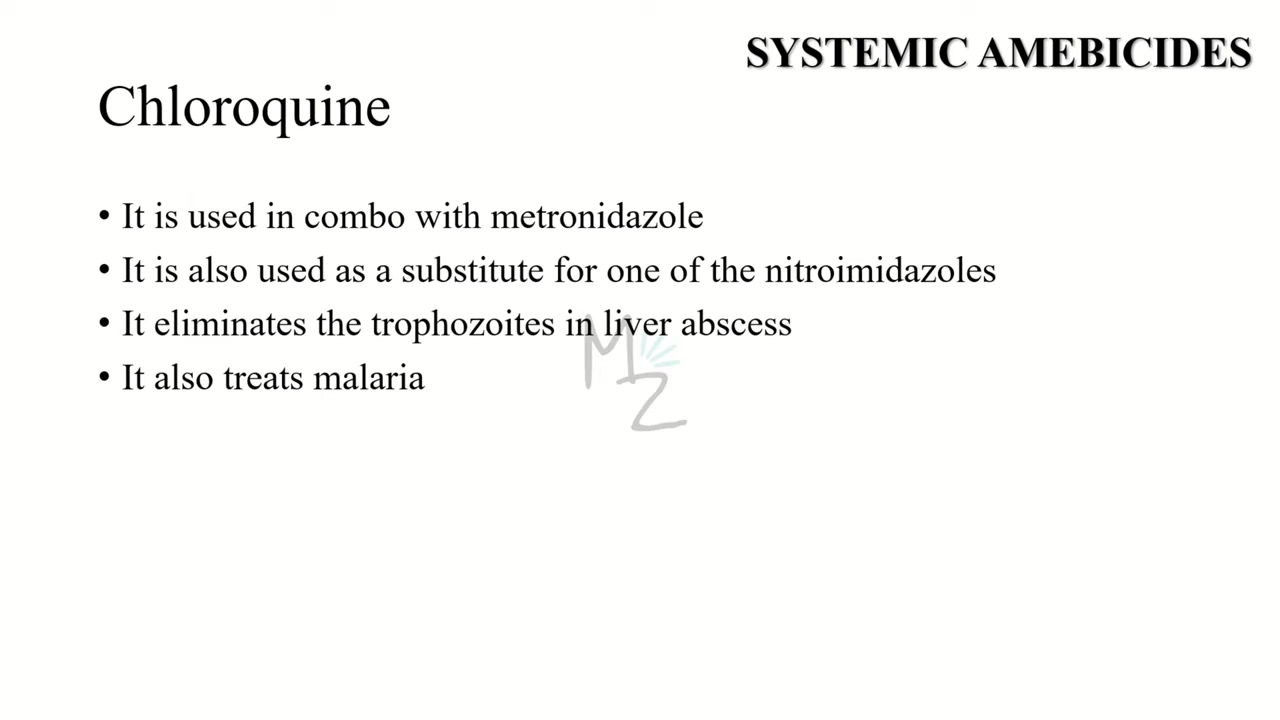 SYSTEMIC AMEBICIDES
Chloroquine
• It is used in combo with metronidazole
• It is also used as a substitute for one of the nitroimidazoles
• It eliminates the trophozoites in liver abscess
• It also treats malaria
MZ